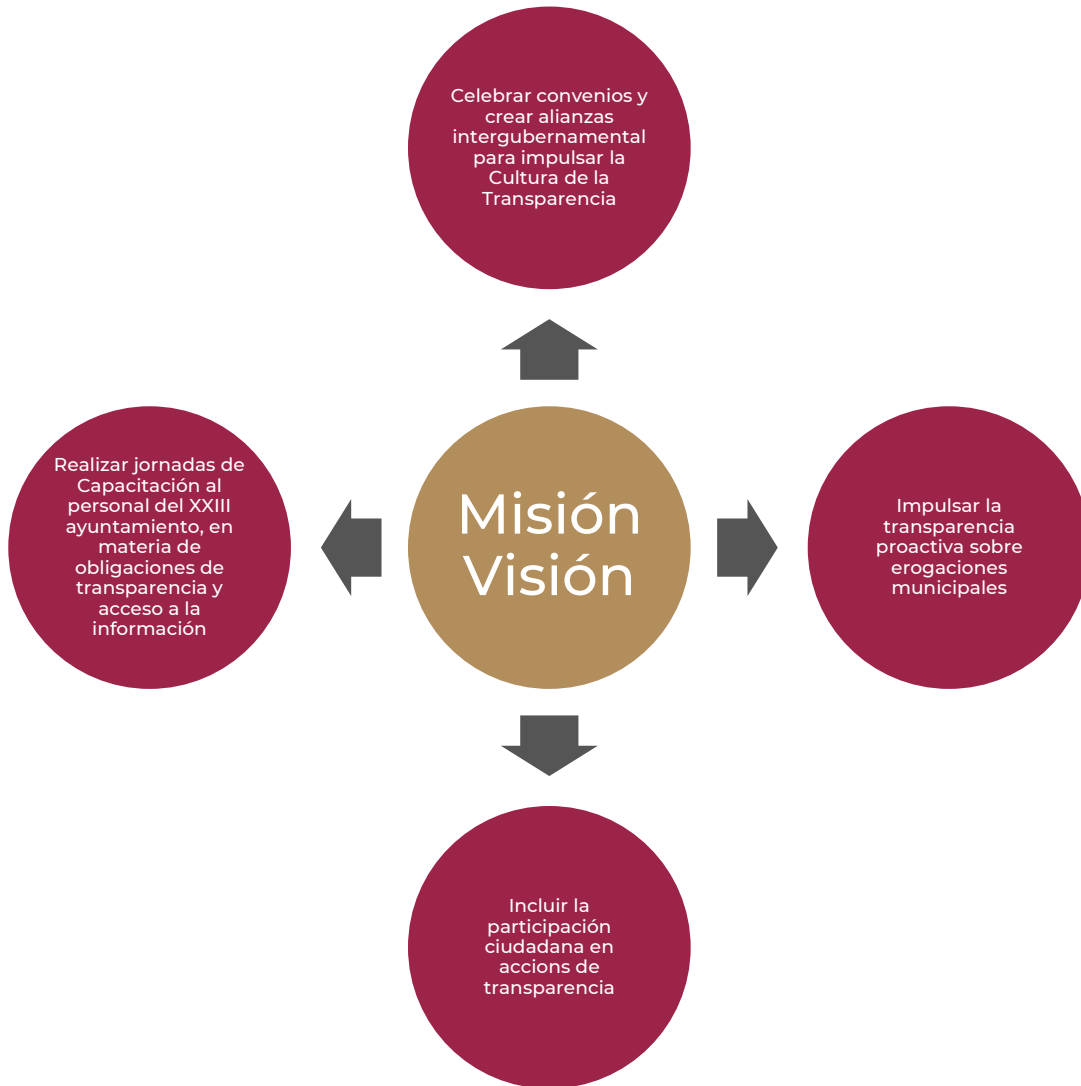 Celebrar convenios y
crear alianzas
intergubernamental
para impulsar la
Cultura de la
Transparencia
Realizar jornadas de
Capacitación al
personal del XXIII
ayuntamiento, en
materia de
obligaciones de
transparencia y
acceso a la
información
Misión
Visión
Impulsar la
transparencia
proactiva sobre
erogaciones
municipales
Incluir la
participación
ciudadana en
accions de
transparencia